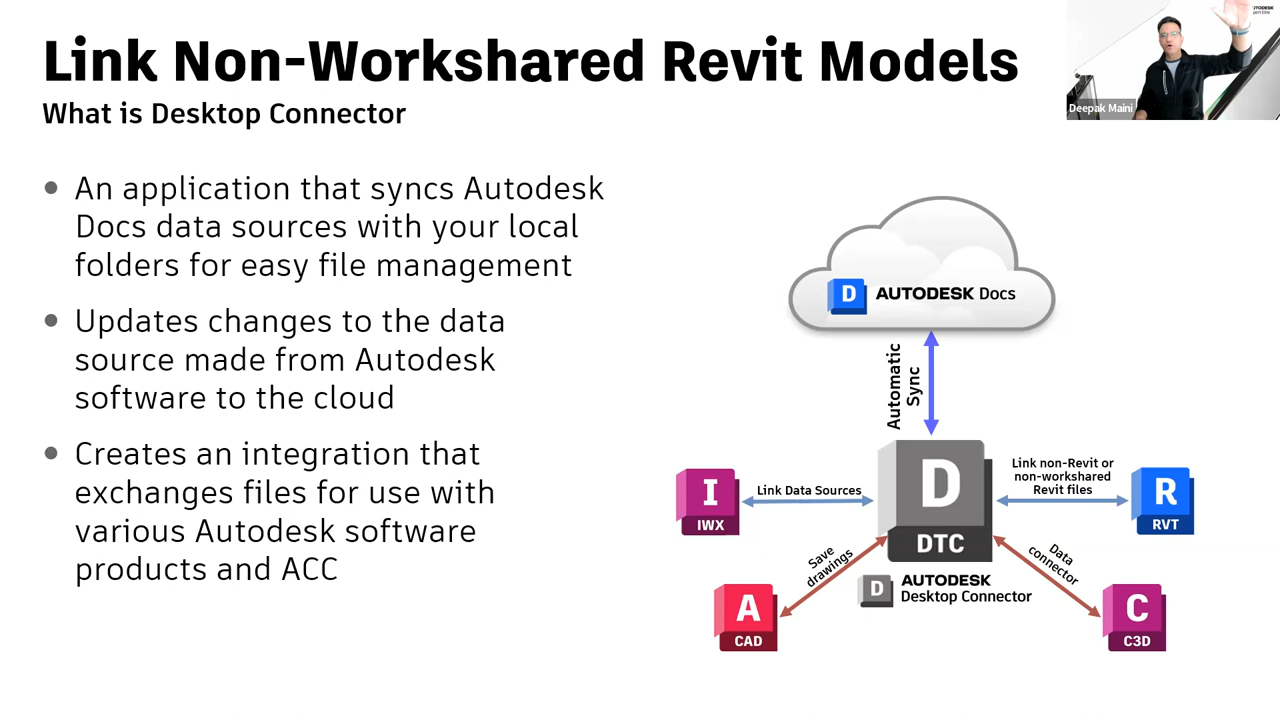 Link Non-Workshared Revit Models
What is Desktop Connector
Deepak Maini
An application that syncs Autodesk
Docs data sources with your local
folders for easy file management
Updates changes to the data
source made from Autodesk
software to the cloud
Creates an integration that
exchanges files for use with
various Autodesk software
products and ACC
D AUTODESK Docs
Automatic
Sync
I
IWX
Link Data Sources
D
DTC
Link non-Revit or
non-workshared
Revit files
R
RVT
Save
drawings
Data
connector
D AUTODESK
Desktop Connector
A
CAD
C
C3D